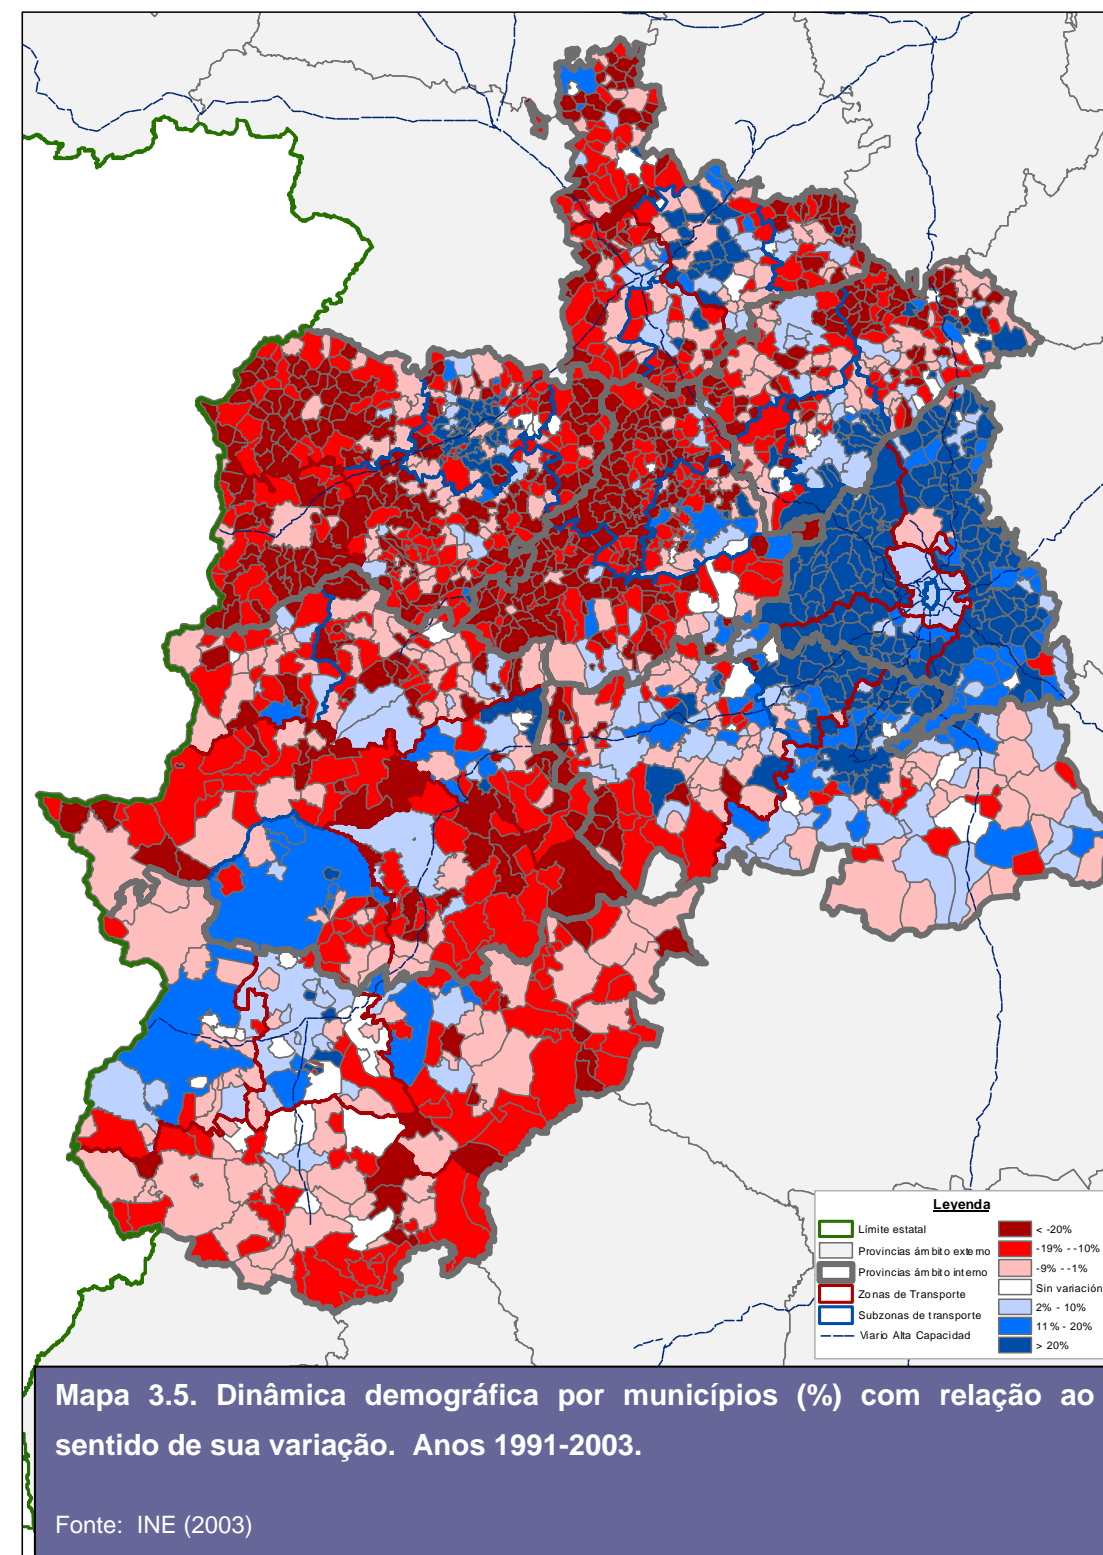 Leyenda
Límite estatal
Provincias ámbito externo
Provincias ámbito interno
Zonas de Transporte
Subzonas de transporte
Viario Alta Capacidad
< -20%
-19% - -10%
-9% - -1%
Sin variación
2% - 10%
11% - 20%
> 20%
Mapa 3.5. Dinâmica demográfica por municípios (%) com relação ao
sentido de sua variação. Anos 1991-2003.
Fonte: INE (2003)